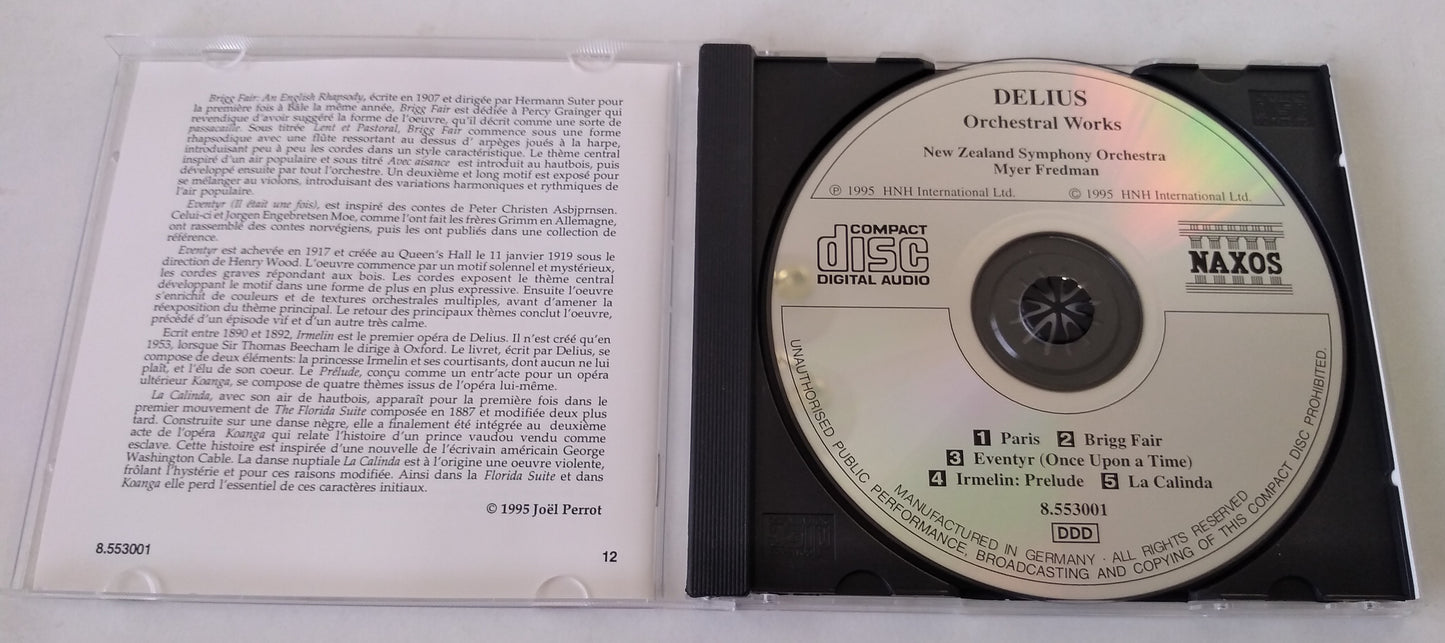 Brigg Fair: An English Rhapsody, écrite en 1907 et dirigée par Hermann Suter pour
la première fois à Bâle la même année, Brigg Fair est dédiée à Percy Grainger qui
revendique d'avoir suggéré la forme de l'oeuvre, qu'il décrit comme une sorte de
passacaille. Sous titrée Lent et Pastoral, Brigg Fair commence sous une forme
rhapsodique avec une flûte ressortant au dessus d' arpèges joués à la harpe,
introduisant peu à peu les cordes dans un style caractéristique. Le thème central
inspiré d'un air populaire et sous titré Avec aisance est introduit au hautbois, puis
développé ensuite par tout l'orchestre. Un deuxième et long motif est exposé pour
se mélanger au violons, introduisant des variations harmoniques et rythmiques de
l'air populaire.
Eventyr (Il était une fois), est inspiré des contes de Peter Christen Asbjprnsen.
Celui-ci et Jorgen Engebretsen Moe, comme l'ont fait les frères Grimm en Allemagne,
ont rassemblé des contes norvégiens, puis les ont publiés dans une collection de
référence.
Eventyr est achevée en 1917 et créée au Queen's Hall le 11 janvier 1919 sous le
direction de Henry Wood. L'oeuvre commence par un motif solennel et mystérieux,
les cordes graves répondant aux bois. Les cordes exposent le thème central
développant le motif dans une forme de plus en plus expressive. Ensuite l'oeuvre
s'enrichit de couleurs et de textures orchestrales multiples, avant d'amener la
réexposition du thème principal. Le retour des principaux thèmes conclut l'oeuvre,
précédé d'un épisode vif et d'un autre très calme.
Ecrit entre 1890 et 1892, Irmelin est le premier opéra de Delius. Il n'est créé qu'en
1953, lorsque Sir Thomas Beecham le dirige à Oxford. Le livret, écrit par Delius, se
compose de deux éléments: la princesse Irmelin et ses courtisants, dont aucun ne lui
plaît, et l'élu de son coeur. Le Prélude, conçu comme un entr'acte pour un opéra
ultérieur Koanga, se compose de quatre thèmes issus de l'opéra lui-même.
La Calinda, avec son air de hautbois, apparaît pour la première fois dans le
premier mouvement de The Florida Suite composée en 1887 et modifiée deux plus
tard. Construite sur une danse nègre, elle a finalement été intégrée au deuxième
acte de l'opéra Koanga qui relate l'histoire d'un prince vaudou vendu comme
esclave. Cette histoire est inspirée d'une nouvelle de l'écrivain américain George
Washington Cable. La danse nuptiale La Calinda est à l'origine une oeuvre violente,
frôlant l'hystérie et pour ces raisons modifiée. Ainsi dans la Florida Suite et dans
Koanga elle perd l'essentiel de ces caractères initiaux.
© 1995 Joël Perrot
8.553001
12
DELIUS
Orchestral Works
New Zealand Symphony Orchestra
Myer Fredman
℗ 1995 HNH International Ltd. © 1995 HNH International Ltd.
COMPACT
disc
DIGITAL AUDIO
NAXOS
1 Paris 2 Brigg Fair
3 Eventyr (Once Upon a Time)
4 Irmelin: Prelude 5 La Calinda
8.553001
DDD
MANUFACTURED IN GERMANY · ALL RIGHTS RESERVED
UNAUTHORISED PUBLIC PERFORMANCE, BROADCASTING AND COPYING OF THIS COMPACT DISC PROHIBITED.